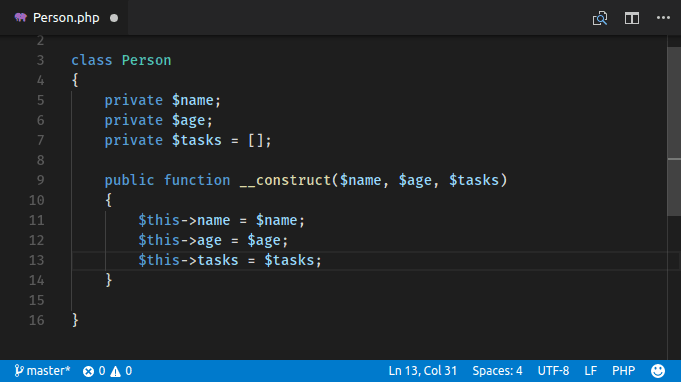 Person.php
2
3 class Person
4 {
5     private $name;
6     private $age;
7     private $tasks = [];
8
9     public function __construct($name, $age, $tasks)
10     {
11         $this->name = $name;
12         $this->age = $age;
13         $this->tasks = $tasks;
14     }
15
16 }
master* 0 0 Ln 13, Col 31 Spaces: 4 UTF-8 LF PHP